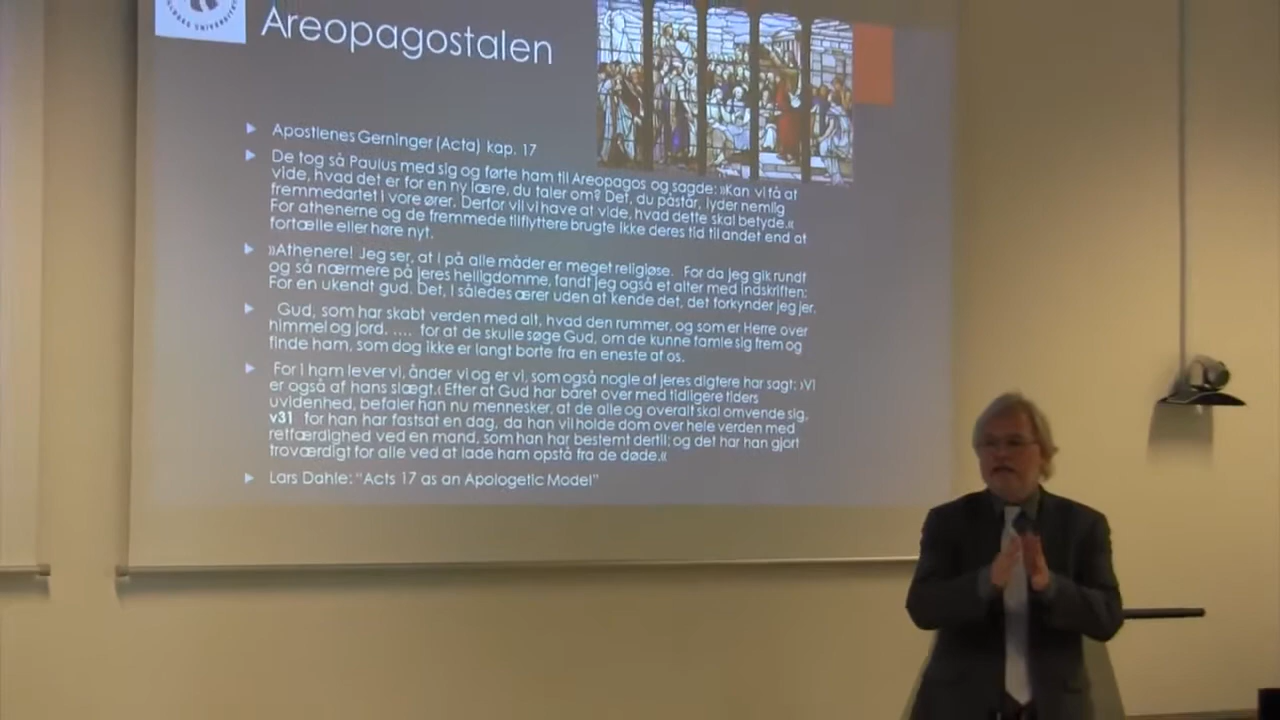 UNIVERSITET
Areopagostalen
Apostlenes Gerninger (Acta) kap. 17
De tog så Paulus med sig og førte ham til Areopagos og sagde: »Kan vi få at
vide, hvad det er for en ny lære, du taler om? Det, du påstår, lyder nemlig
fremmedartet i vore ører. Derfor vil vi have at vide, hvad dette skal betyde.«
For athenerne og de fremmede tilflyttere brugte ikke deres tid til andet end at
fortælle eller høre nyt.
»Athenere! Jeg ser, at I på alle måder er meget religiøse. For da jeg gik rundt
og så nærmere på jeres helligdomme, fandt jeg også et alter med indskriften:
For en ukendt gud. Det, I således ærer uden at kende det, det forkynder jeg jer.
Gud, som har skabt verden med alt, hvad den rummer, og som er Herre over
himmel og jord. .... for at de skulle søge Gud, om de kunne famle sig frem og
finde ham, som dog ikke er langt borte fra en eneste af os.
For i ham lever vi, ånder vi og er vi, som også nogle af jeres digtere har sagt: ›Vi
er også af hans slægt.‹ Efter at Gud har båret over med tidligere tiders
uvidenhed, befaler han nu mennesker, at de alle og overalt skal omvende sig,
v31 for han har fastsat en dag, da han vil holde dom over hele verden med
retfærdighed ved en mand, som han har bestemt dertil; og det har han gjort
troværdigt for alle ved at lade ham opstå fra de døde.«
Lars Dahle: "Acts 17 as an Apologetic Model"